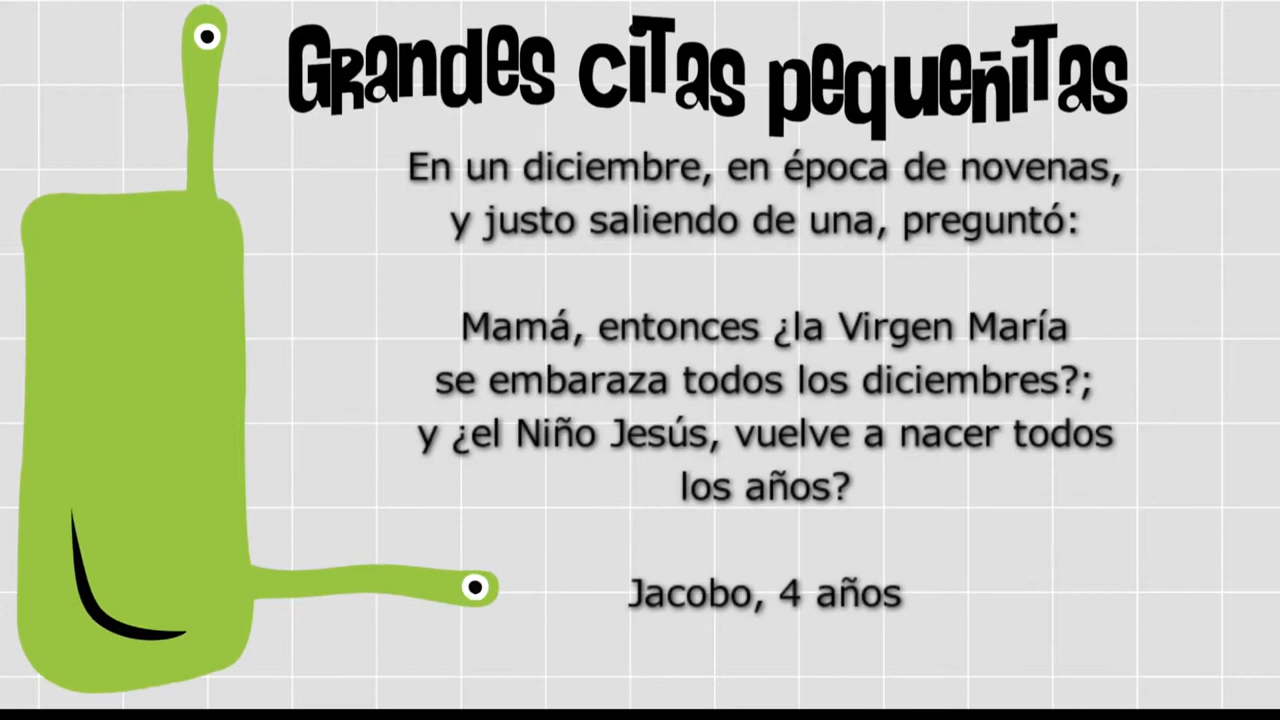 Grandes citas pequeñitas
En un diciembre, en época de novenas,
y justo saliendo de una, preguntó:
Mamá, entonces ¿la Virgen María
se embaraza todos los diciembres?;
y ¿el Niño Jesús, vuelve a nacer todos
los años?
Jacobo, 4 años